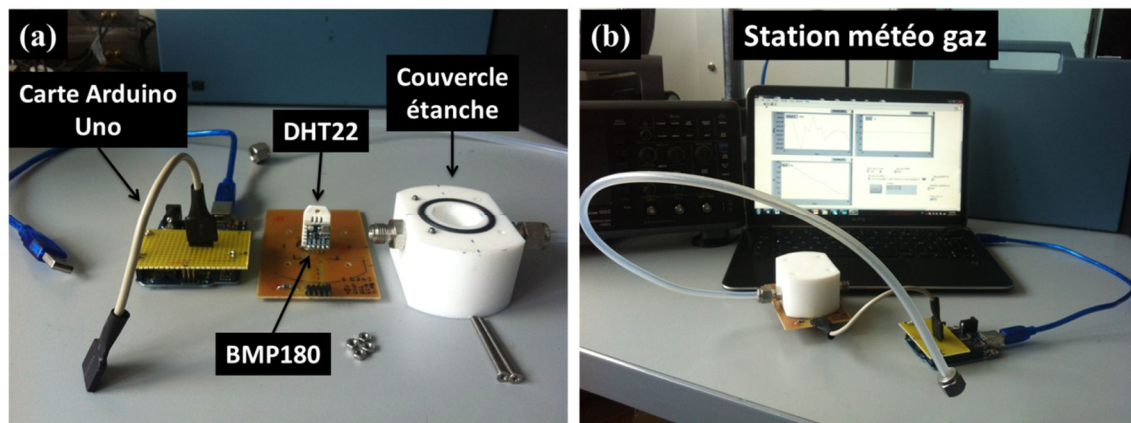 (a)
Carte Arduino
Uno
DHT22
Couvercle
étanche
BMP180
(b)
Station météo gaz